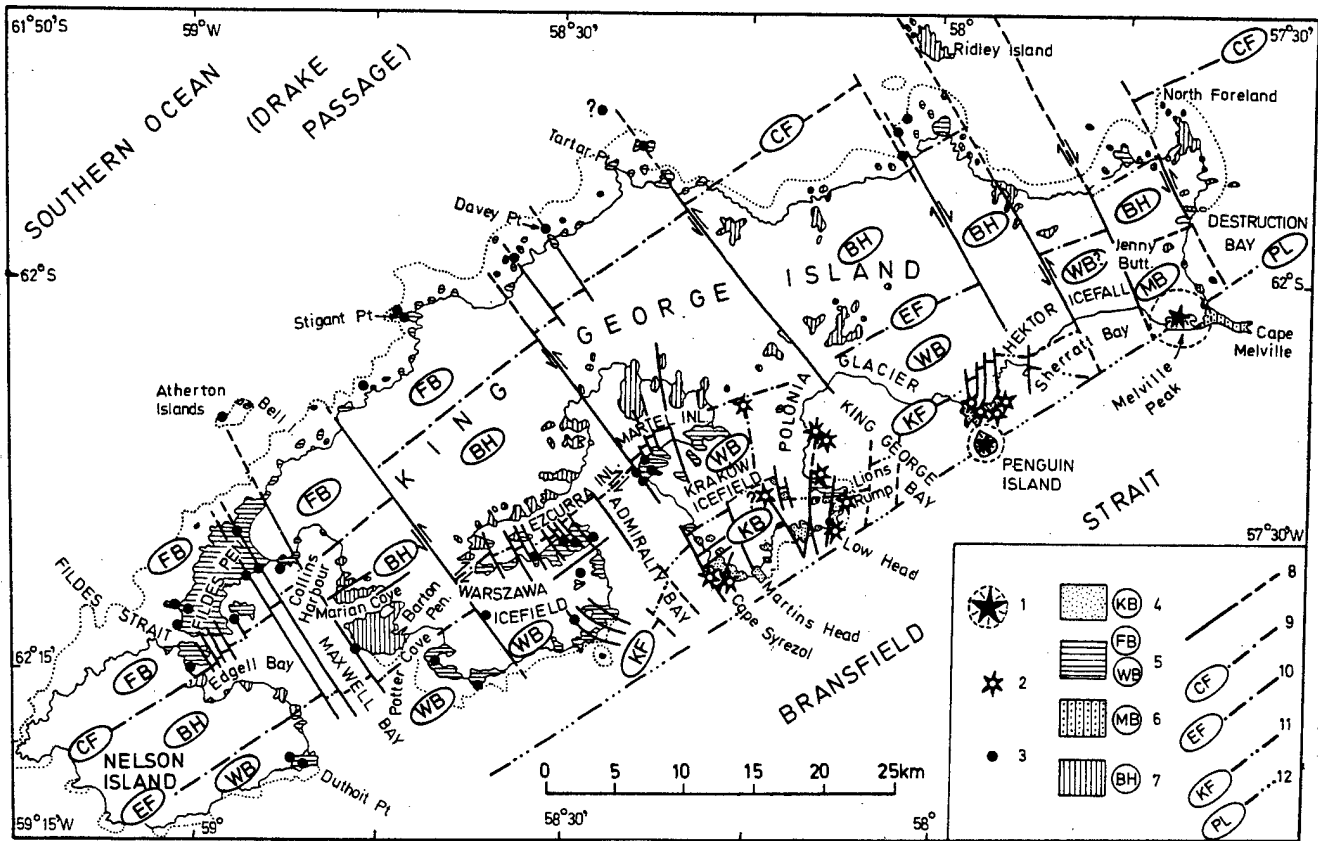 61°50'S
59°W
58°30'
58°
57°30'
SOUTHERN OCEAN
(DRAKE
PASSAGE)
Ridley Island
CF
North Foreland
?
Tartar Pt
CF
Davey Pt
BH
BH
DESTRUCTION
BAY
PL
62°S
BH
Jenny
Butt
WB?
MB
62°S
ISLAND
ICEFALL
Stigant Pt
GEORGE
EF
HEKTOR
Sherratt Bay
Cape
Melville
WB
GLACIER
Melville
Peak
Atherton
Islands
Bell
FB
KING
BH
MARTEL INL
WB
POLONIA
KING GEORGE
BAY
KF
PENGUIN
ISLAND
KRAKÓW
ICEFIELD
Lions
Rump
FB
EZCURRA INL
ADMIRALTY BAY
KB
STRAIT
57°30'W
FB
FILDES PEN
Collins
Harbour
BH
Low Head
FILDES
STRAIT
Marian Cove
Barton
Pen
WARSZAWA
ICEFIELD
Martins Head
Cape Syrezol
WB
KF
62°15'
FB
Edgell Bay
MAXWELL BAY
Potter Cove
WB
BRANSFIELD
CF
BH
NELSON
ISLAND
WB
EF
Duthoit Pt
0 5 10 15 20 25km
59°15'W
59°
58°30'
58°
1
2
3
KB 4
FB
WB
5
MB 6
BH 7
8
9
CF
10
EF
11
KF
12
PL